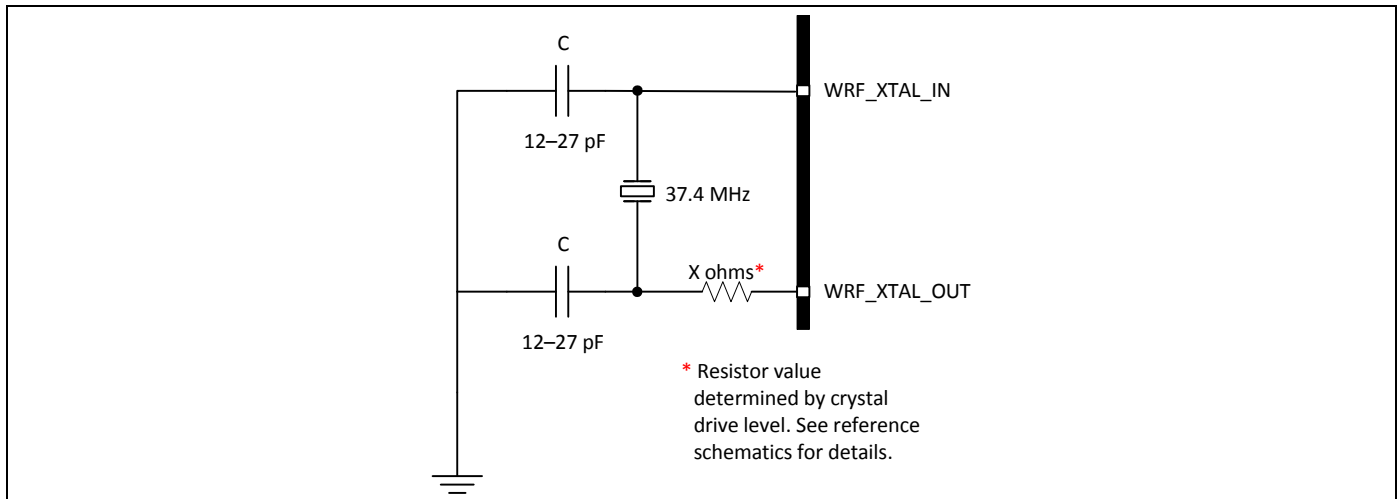 C
WRF_XTAL_IN
12–27 pF
37.4 MHz
C
X ohms*
WRF_XTAL_OUT
12–27 pF
* Resistor value
determined by crystal
drive level. See reference
schematics for details.